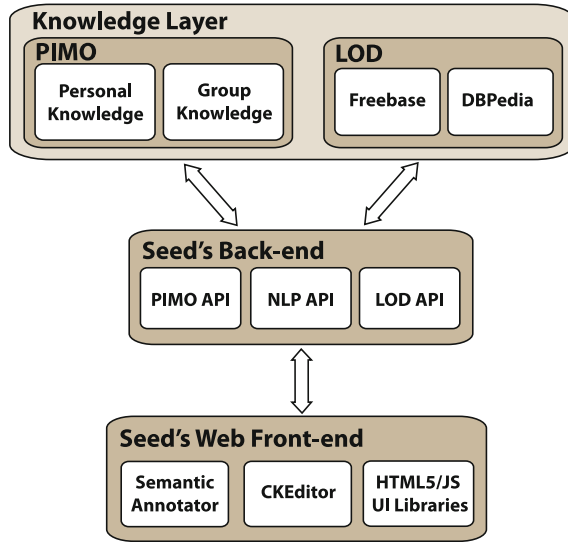 Knowledge Layer
PIMO
Personal
Knowledge
Group
Knowledge
LOD
Freebase
DBPedia
Seed's Back-end
PIMO API
NLP API
LOD API
Seed's Web Front-end
Semantic
Annotator
CKEditor
HTML5/JS
UI Libraries